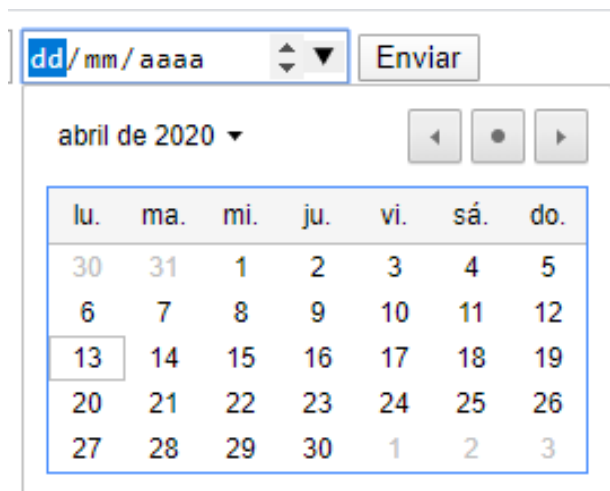 dd/mm/aaaa Enviar
abril de 2020
lu. ma. mi. ju. vi. sá. do.
30 31 1 2 3 4 5
6 7 8 9 10 11 12
13 14 15 16 17 18 19
20 21 22 23 24 25 26
27 28 29 30 1 2 3